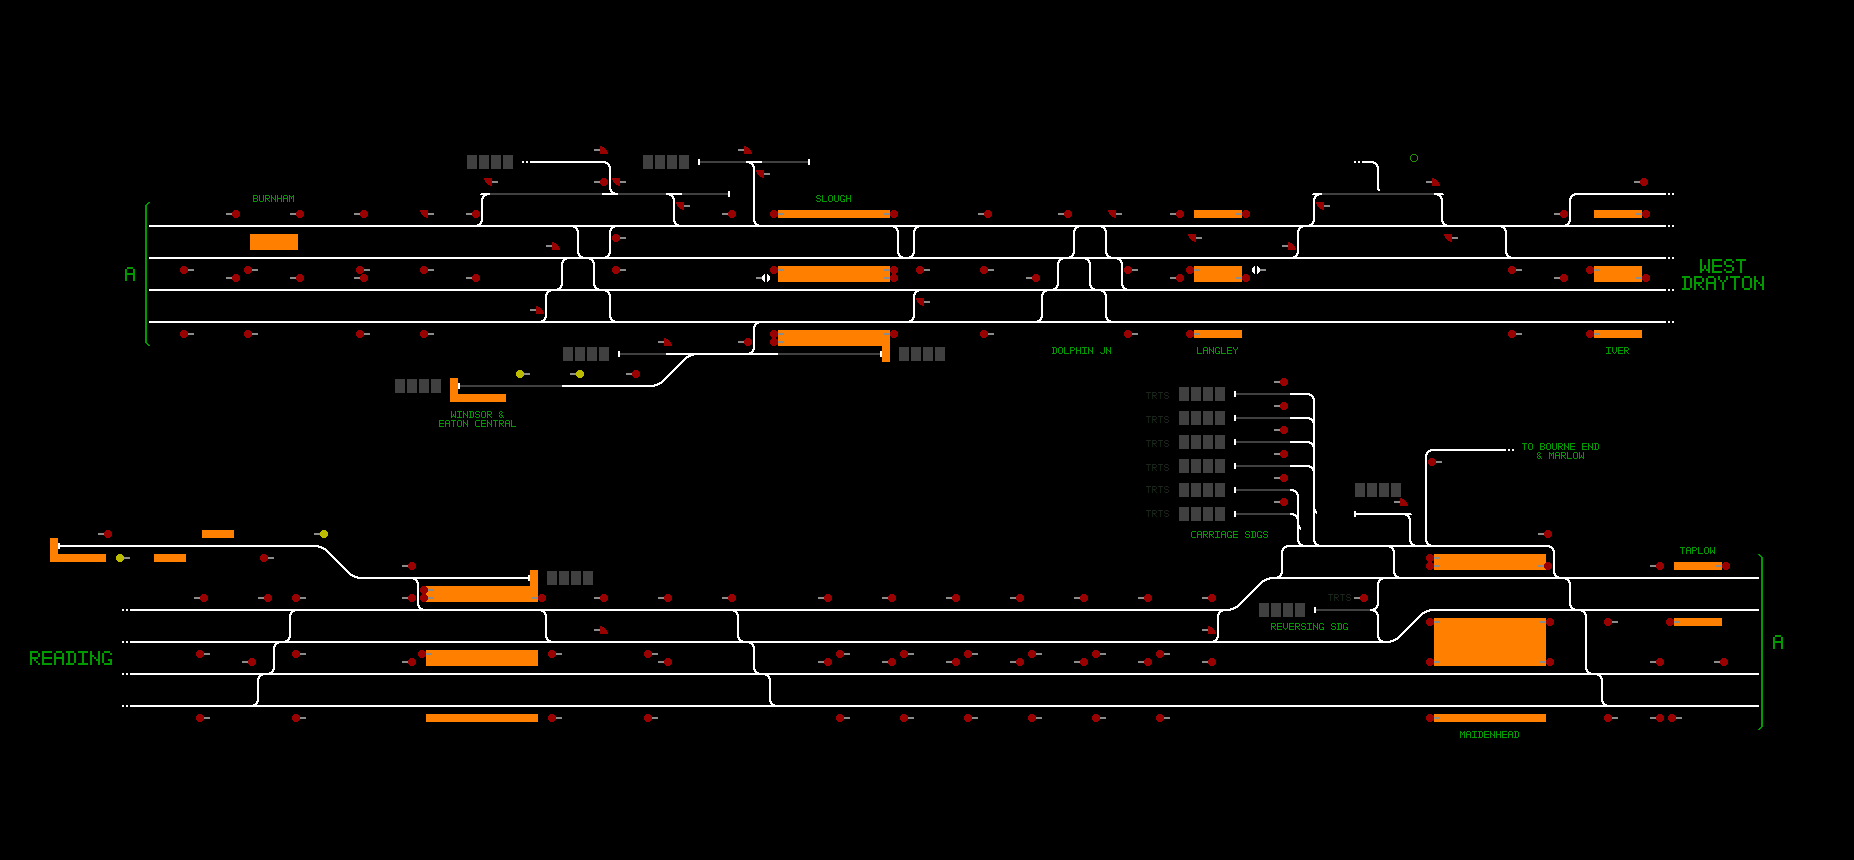 BURNHAM
SLOUGH
A
WEST
DRAYTON
DOLPHIN JN
LANGLEY
IVER
WINDSOR &
EATON CENTRAL
TRTS
TRTS
TRTS
TRTS
TRTS
TRTS
CARRIAGE SDGS
TO BOURNE END
& MARLOW
TAPLOW
TRTS
REVERSING SDG
READING
A
MAIDENHEAD